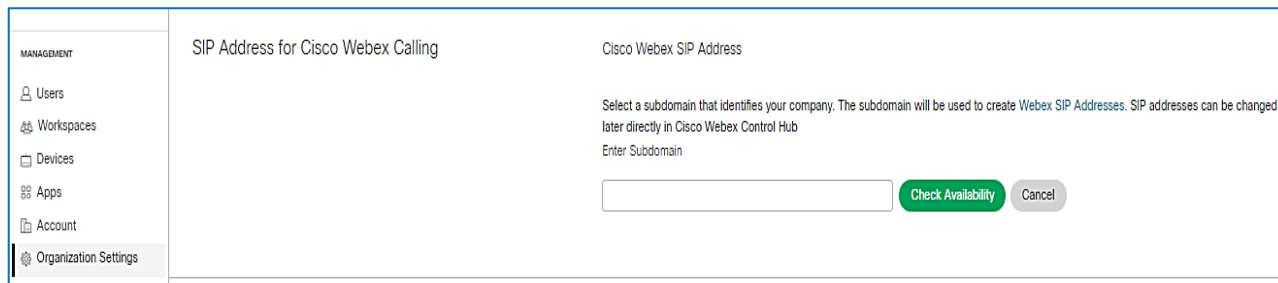 MANAGEMENT
Users
Workspaces
Devices
Apps
Account
Organization Settings
SIP Address for Cisco Webex Calling
Cisco Webex SIP Address
Select a subdomain that identifies your company. The subdomain will be used to create Webex SIP Addresses. SIP addresses can be changed
later directly in Cisco Webex Control Hub
Enter Subdomain
Check Availability
Cancel